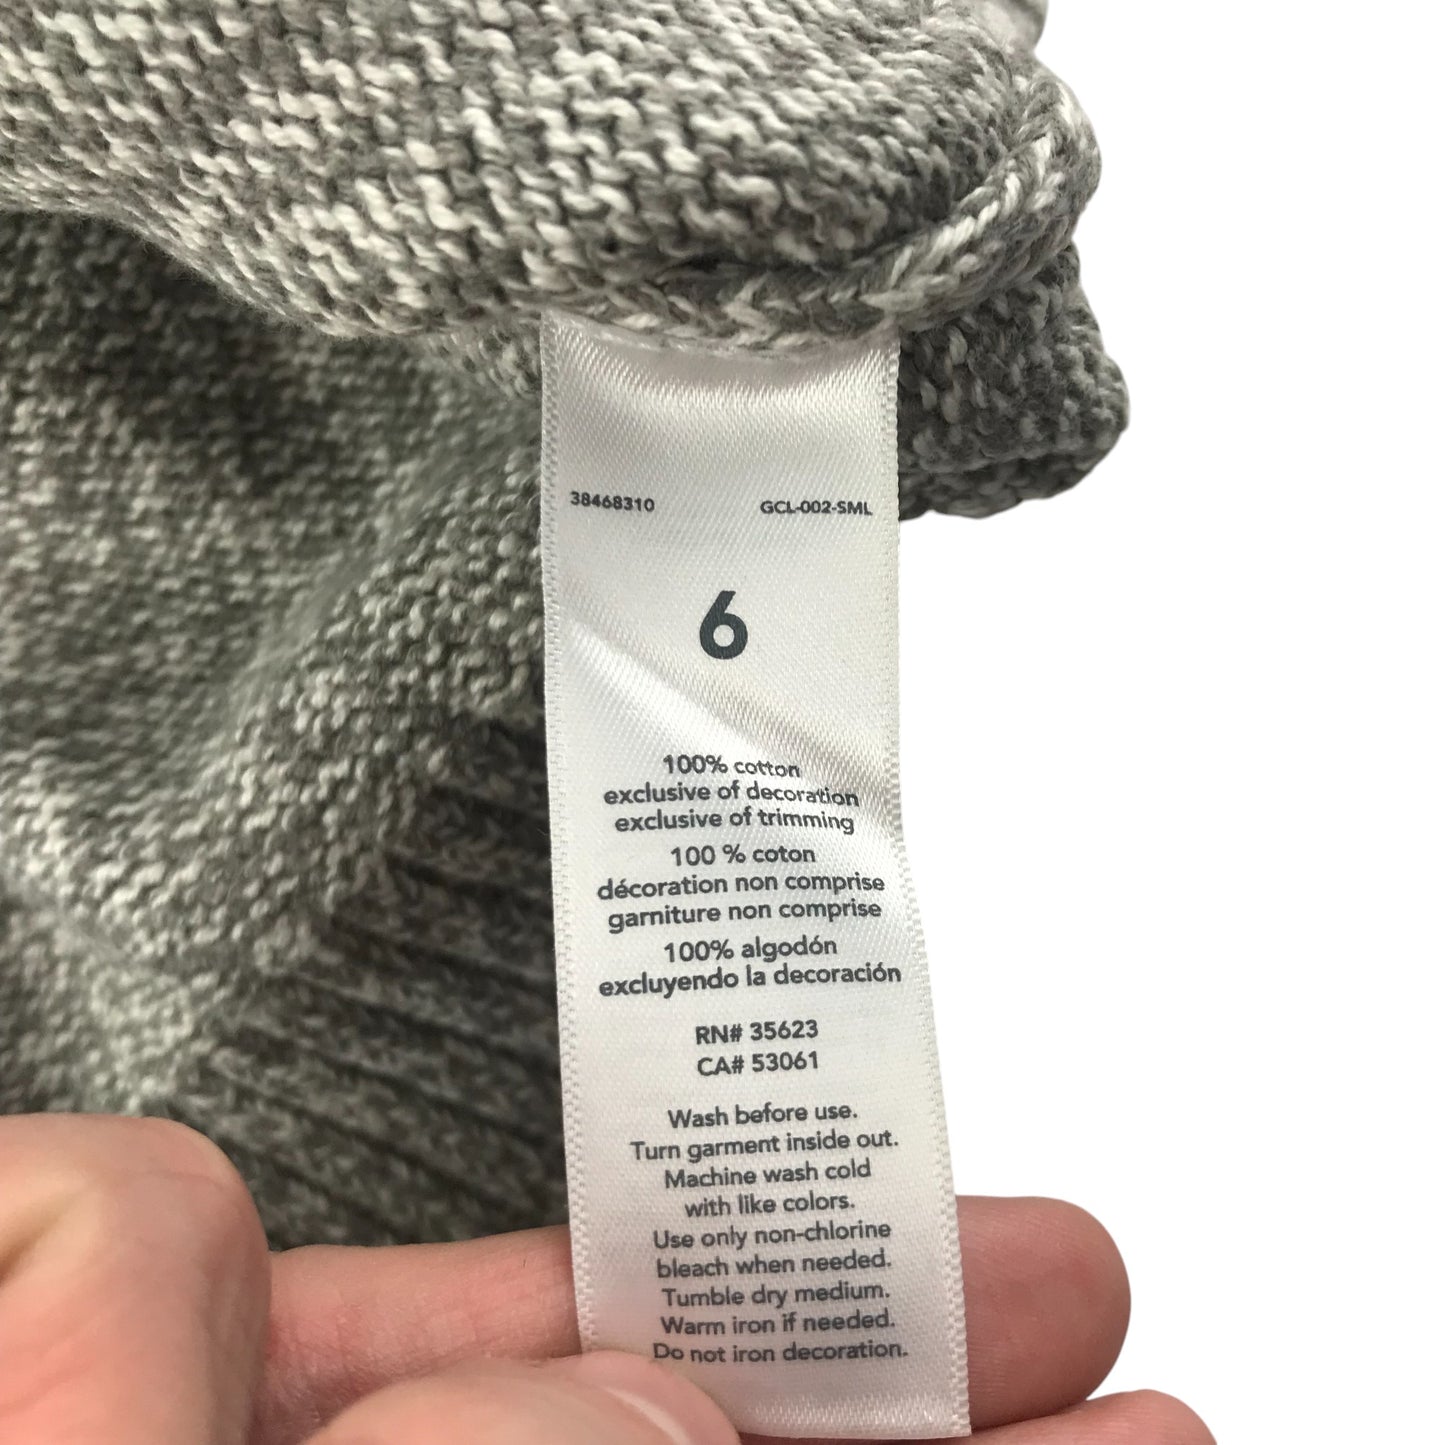 38468310 GCL-002-SML
6
100% cotton
exclusive of decoration
exclusive of trimming
100 % coton
décoration non comprise
garniture non comprise
100% algodón
excluyendo la decoración
RN# 35623
CA# 53061
Wash before use.
Turn garment inside out.
Machine wash cold
with like colors.
Use only non-chlorine
bleach when needed.
Tumble dry medium.
Warm iron if needed.
Do not iron decoration.